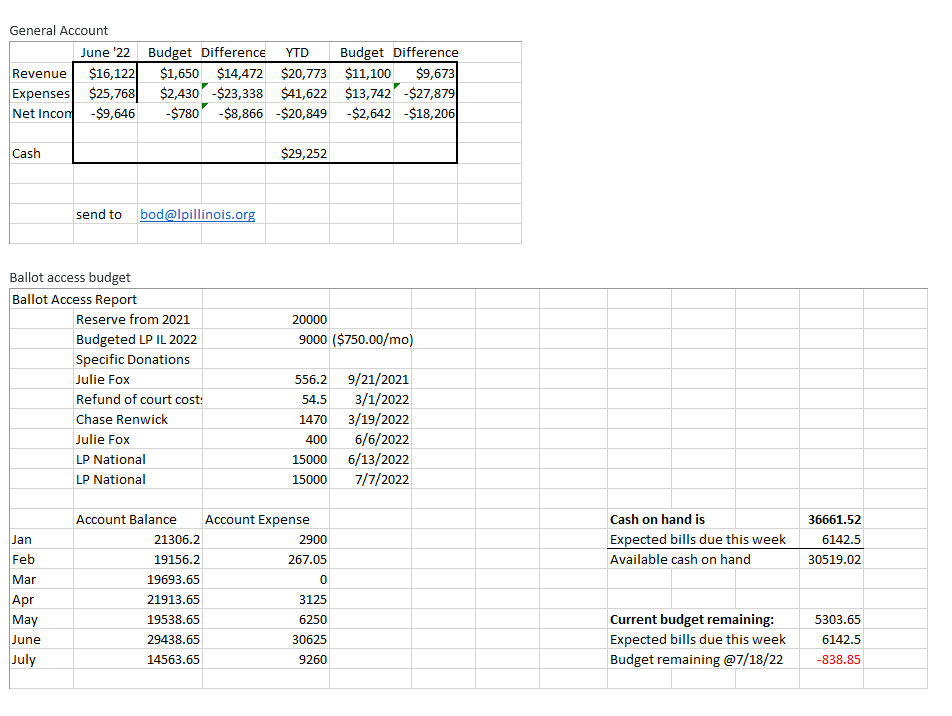 General Account
June '22 Budget Difference YTD Budget Difference
Revenue $16,122 $1,650 $14,472 $20,773 $11,100 $9,673
Expenses $25,768 $2,430 -$23,338 $41,622 $13,742 -$27,879
Net Incom -$9,646 -$780 -$8,866 -$20,849 -$2,642 -$18,206
Cash $29,252
send to bod@lpillinois.org
Ballot access budget
Ballot Access Report
Reserve from 2021 20000
Budgeted LP IL 2022 9000 ($750.00/mo)
Specific Donations
Julie Fox 556.2 9/21/2021
Refund of court costs 54.5 3/1/2022
Chase Renwick 1470 3/19/2022
Julie Fox 400 6/6/2022
LP National 15000 6/13/2022
LP National 15000 7/7/2022
Account Balance Account Expense Cash on hand is 36661.52
Jan 21306.2 2900 Expected bills due this week 6142.5
Feb 19156.2 267.05 Available cash on hand 30519.02
Mar 19693.65 0
Apr 21913.65 3125
May 19538.65 6250 Current budget remaining: 5303.65
June 29438.65 30625 Expected bills due this week 6142.5
July 14563.65 9260 Budget remaining @7/18/22 -838.85